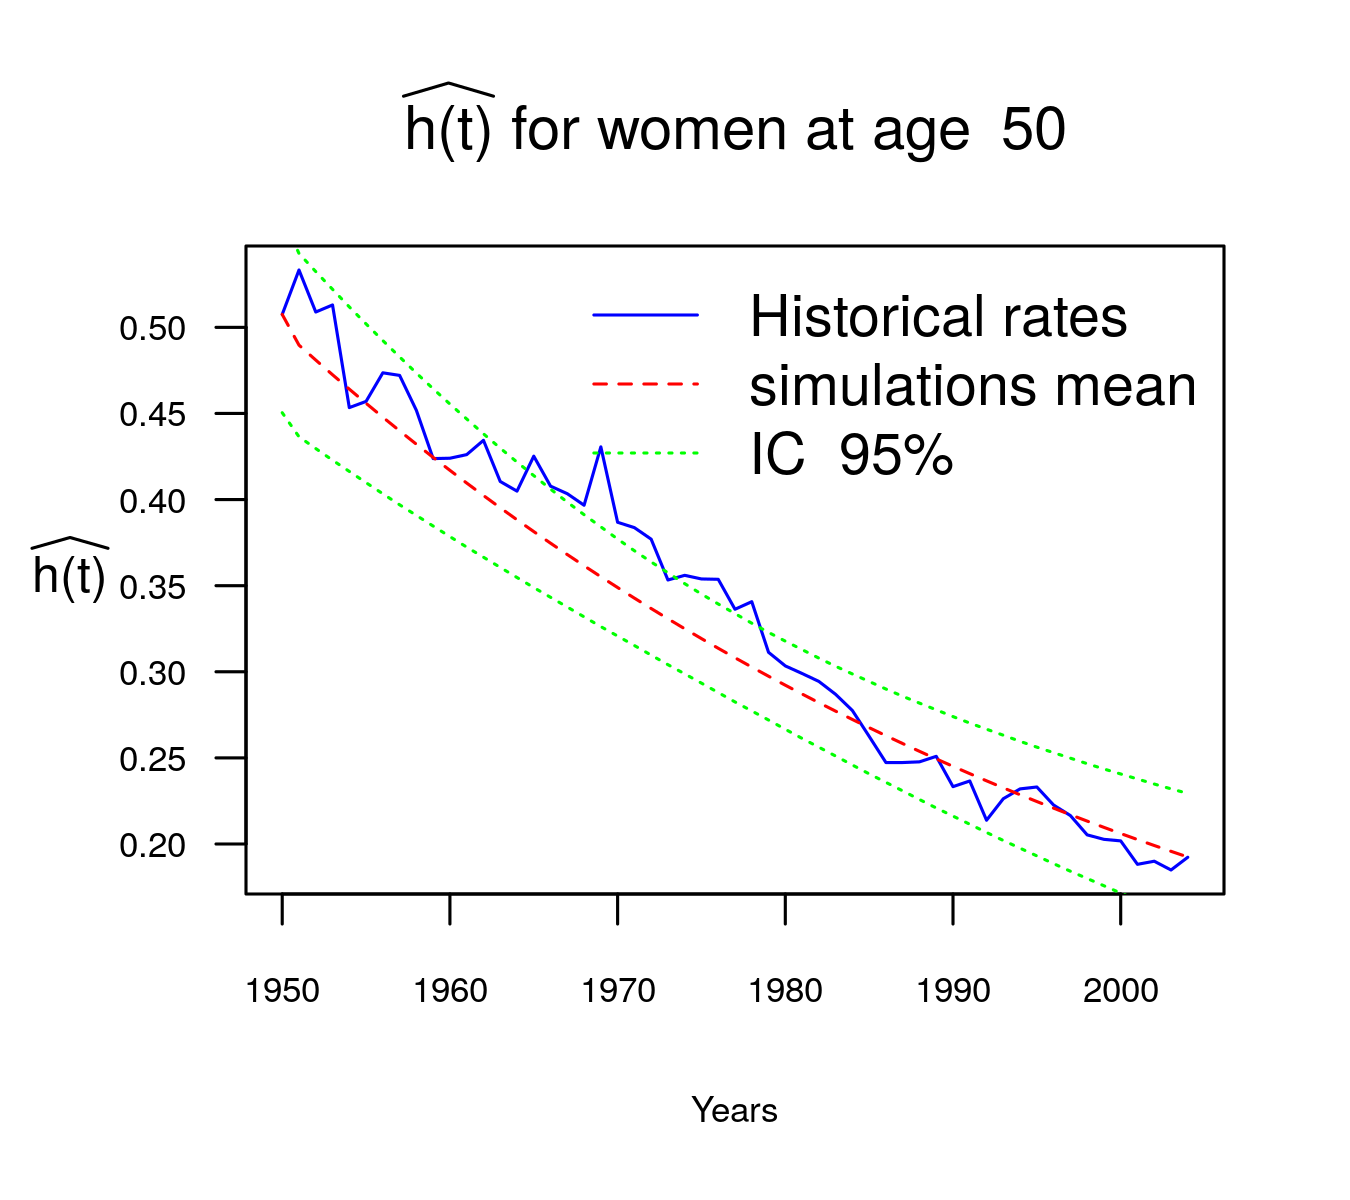 h(t) for women at age 50
Historical rates
simulations mean
IC 95%
0.50
0.45
0.40
0.35
0.30
0.25
0.20
h(t)
1950 1960 1970 1980 1990 2000
Years